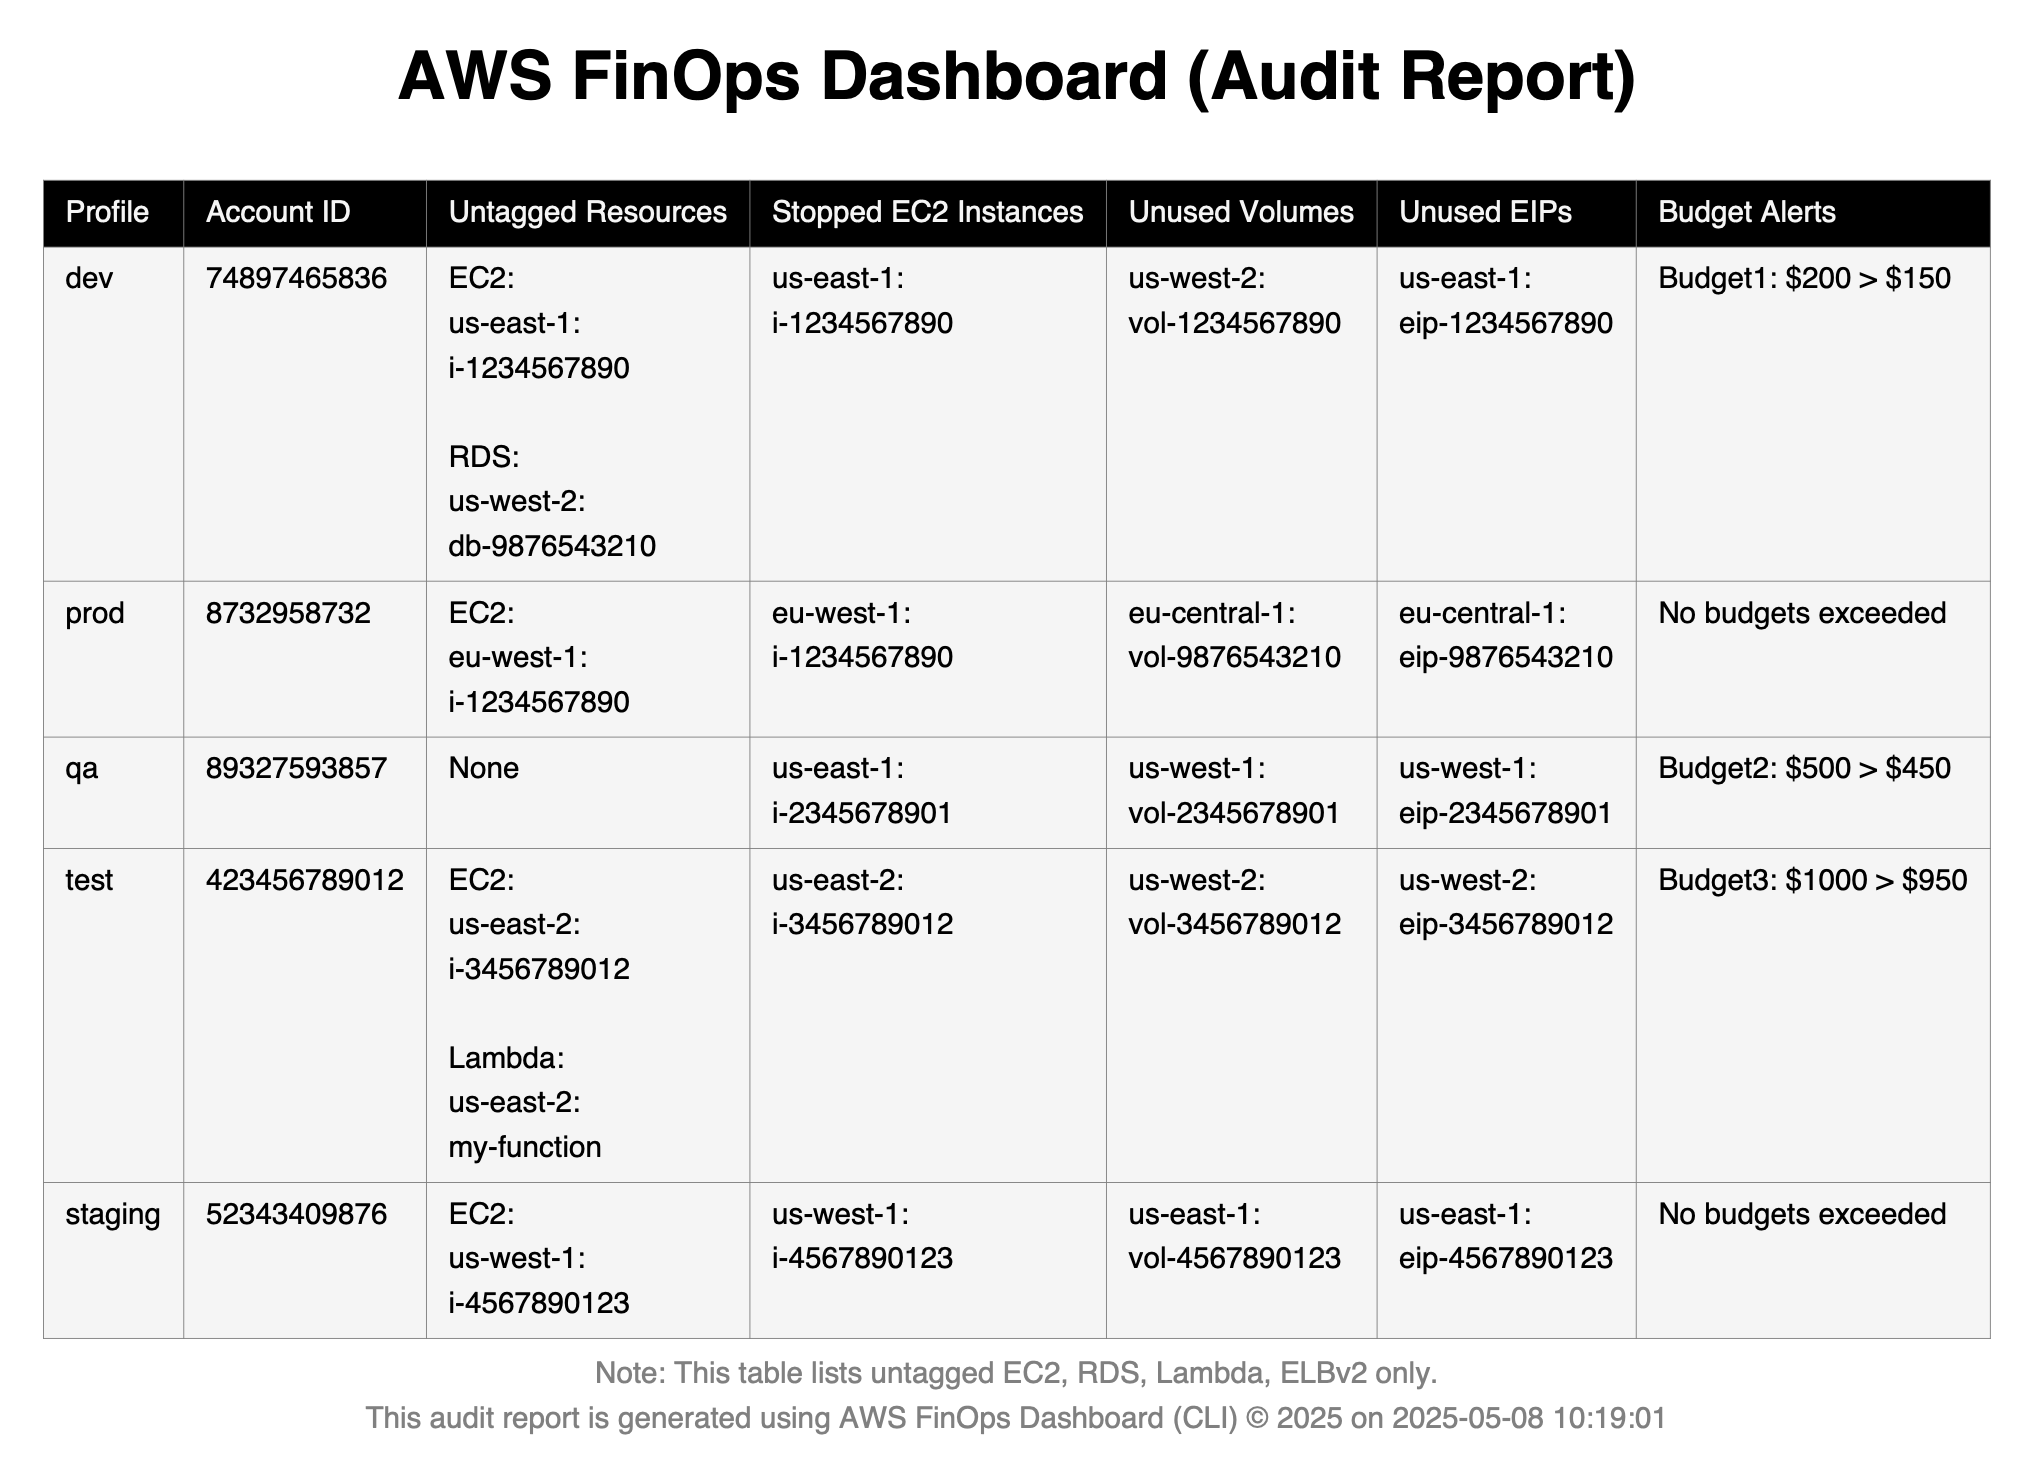 AWS FinOps Dashboard (Audit Report)
Profile Account ID Untagged Resources Stopped EC2 Instances Unused Volumes Unused EIPs Budget Alerts
dev 74897465836 EC2: us-east-1: us-west-2: us-east-1: Budget1: $200 > $150
us-east-1: i-1234567890 vol-1234567890 eip-1234567890
i-1234567890
RDS:
us-west-2:
db-9876543210
prod 8732958732 EC2: eu-west-1: eu-central-1: eu-central-1: No budgets exceeded
eu-west-1: i-1234567890 vol-9876543210 eip-9876543210
i-1234567890
qa 89327593857 None us-east-1: us-west-1: us-west-1: Budget2: $500 > $450
i-2345678901 vol-2345678901 eip-2345678901
test 423456789012 EC2: us-east-2: us-west-2: us-west-2: Budget3: $1000 > $950
us-east-2: i-3456789012 vol-3456789012 eip-3456789012
i-3456789012
Lambda:
us-east-2:
my-function
staging 52343409876 EC2: us-west-1: us-east-1: us-east-1: No budgets exceeded
us-west-1: i-4567890123 vol-4567890123 eip-4567890123
i-4567890123
Note: This table lists untagged EC2, RDS, Lambda, ELBv2 only.
This audit report is generated using AWS FinOps Dashboard (CLI) © 2025 on 2025-05-08 10:19:01